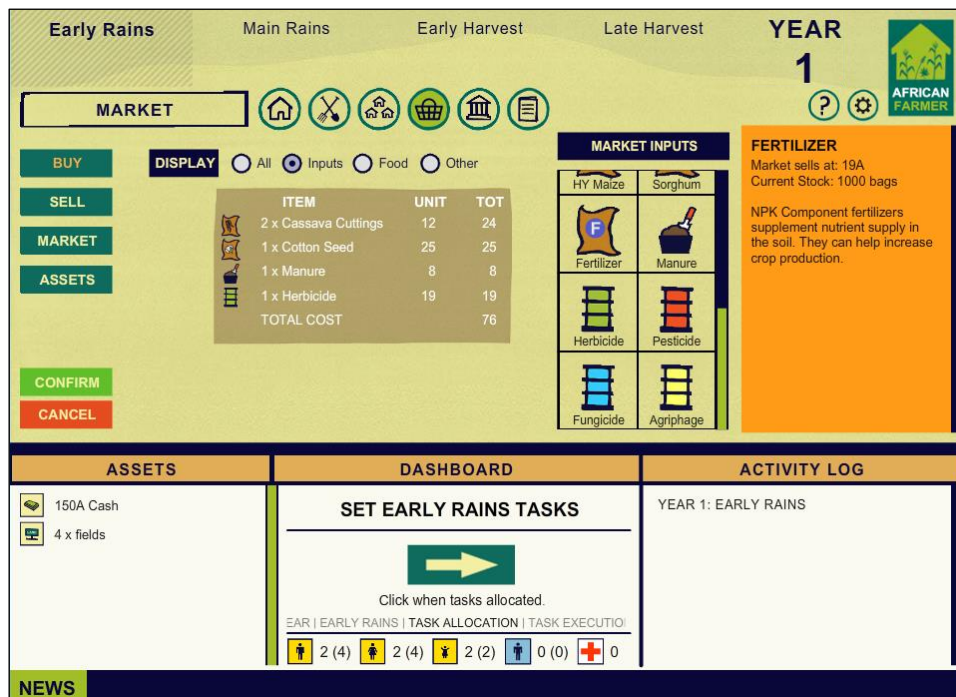 Early Rains
Main Rains
Early Harvest
Late Harvest
YEAR
1
AFRICAN
FARMER
MARKET
?
BUY
SELL
MARKET
ASSETS
CONFIRM
CANCEL
DISPLAY All Inputs Food Other
ITEM UNIT TOT
2 x Cassava Cuttings 12 24
1 x Cotton Seed 25 25
1 x Manure 8 8
1 x Herbicide 19 19
TOTAL COST 76
MARKET INPUTS
HY Maize Sorghum
F
Fertilizer Manure
Herbicide Pesticide
Fungicide Agriphage
FERTILIZER
Market sells at: 19A
Current Stock: 1000 bags
NPK Component fertilizers
supplement nutrient supply in
the soil. They can help increase
crop production.
ASSETS
150A Cash
4 x fields
DASHBOARD
SET EARLY RAINS TASKS
Click when tasks allocated.
EAR | EARLY RAINS | TASK ALLOCATION | TASK EXECUTIO
2 (4) 2 (4) 2 (2) 0 (0) 0
ACTIVITY LOG
YEAR 1: EARLY RAINS
NEWS